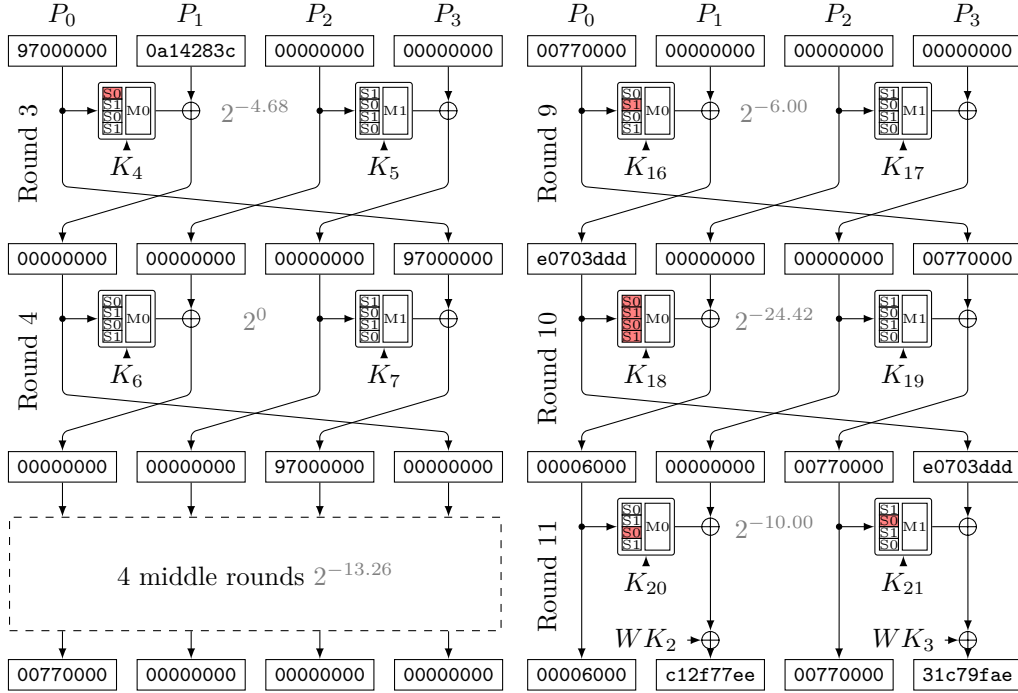 P0 P1 P2 P3
97000000 0a14283c 00000000 00000000
Round 3
S0 S1 S0 S1 M0
2^{-4.68}
S1 S0 S1 S0 M1
K4 K5
00000000 00000000 00000000 97000000
Round 4
S0 S1 S0 S1 M0
2^0
S1 S0 S1 S0 M1
K6 K7
00000000 00000000 97000000 00000000
4 middle rounds 2^{-13.26}
00770000 00000000 00000000 00000000
P0 P1 P2 P3
00770000 00000000 00000000 00000000
Round 9
S0 S1 S0 S1 M0
2^{-6.00}
S1 S0 S1 S0 M1
K16 K17
e0703ddd 00000000 00000000 00770000
Round 10
S0 S1 S0 S1 M0
2^{-24.42}
S1 S0 S1 S0 M1
K18 K19
00006000 00000000 00770000 e0703ddd
Round 11
S0 S1 S0 S1 M0
2^{-10.00}
S1 S0 S1 S0 M1
K20 K21
WK2 WK3
00006000 c12f77ee 00770000 31c79fae